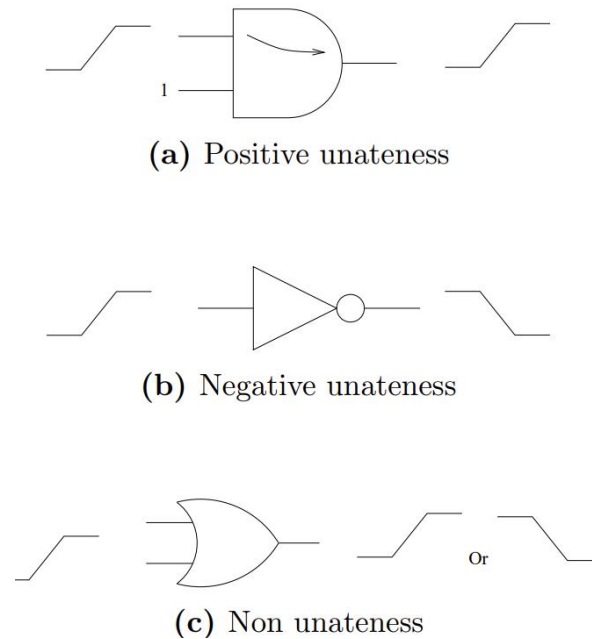 1
(a) Positive unateness
(b) Negative unateness
Or
(c) Non unateness